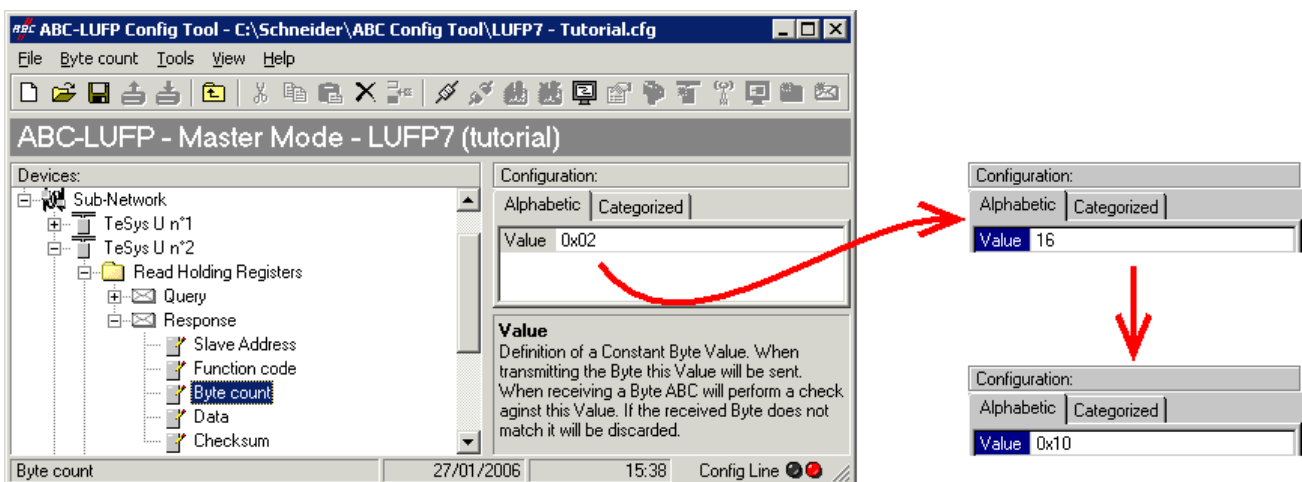 ABC-LUFP Config Tool - C:\Schneider\ABC Config Tool\LUFP7 - Tutorial.cfg
File Byte count Tools View Help
ABC-LUFP - Master Mode - LUFP7 (tutorial)
Devices:
Sub-Network
TeSys U n°1
TeSys U n°2
Read Holding Registers
Query
Response
Slave Address
Function code
Byte count
Data
Checksum
Configuration:
Alphabetic Categorized
Value 0x02
Value
Definition of a Constant Byte Value. When
transmitting the Byte this Value will be sent.
When receiving a Byte ABC will perform a check
aginst this Value. If the received Byte does not
match it will be discarded.
Byte count 27/01/2006 15:38 Config Line
Configuration:
Alphabetic Categorized
Value 16
Configuration:
Alphabetic Categorized
Value 0x10